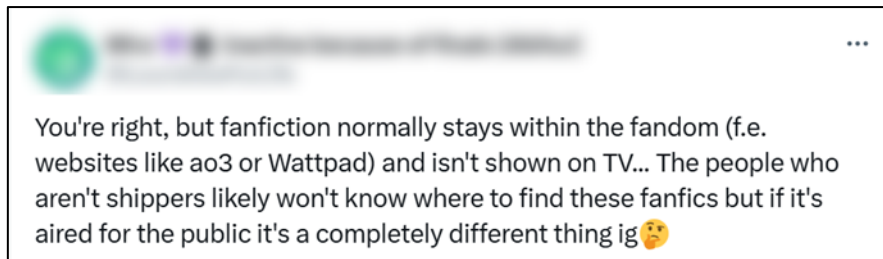 You're right, but fanfiction normally stays within the fandom (f.e.
websites like ao3 or Wattpad) and isn't shown on TV... The people who
aren't shippers likely won't know where to find these fanfics but if it's
aired for the public it's a completely different thing ig🤔